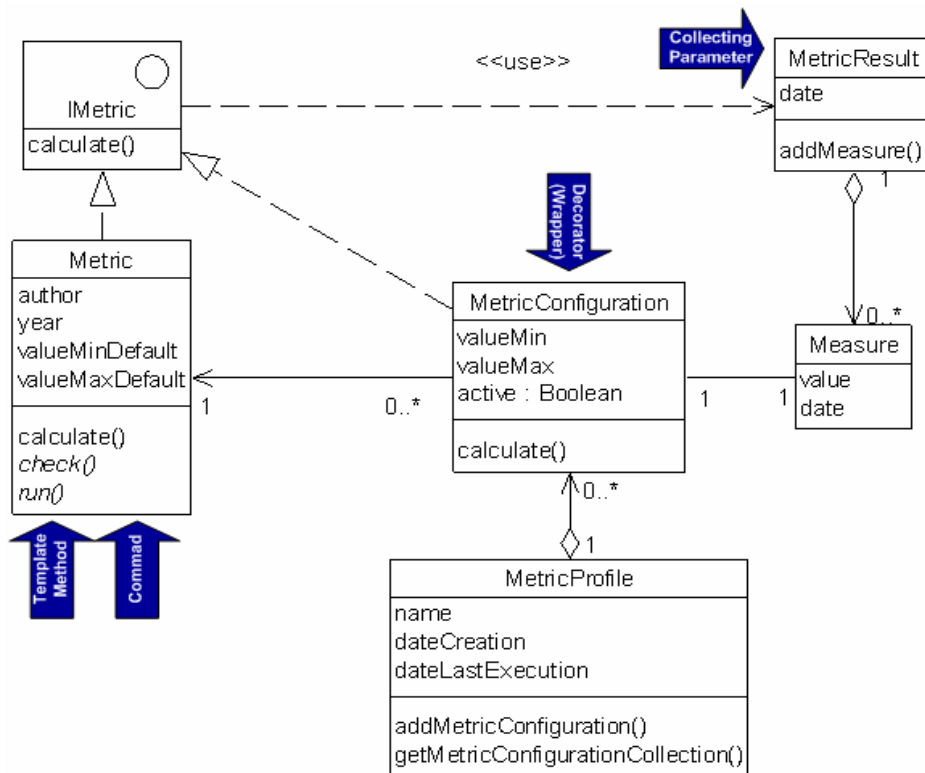 IMetric
calculate()
<<use>>
Collecting
Parameter
MetricResult
date
addMeasure()
1
0..*
Metric
author
year
valueMinDefault
valueMaxDefault
calculate()
check()
run()
Template
Method
Commad
Decorator
(Wrapper)
MetricConfiguration
valueMin
valueMax
active : Boolean
calculate()
1
0..*
1
1
Measure
value
date
0..*
1
MetricProfile
name
dateCreation
dateLastExecution
addMetricConfiguration()
getMetricConfigurationCollection()